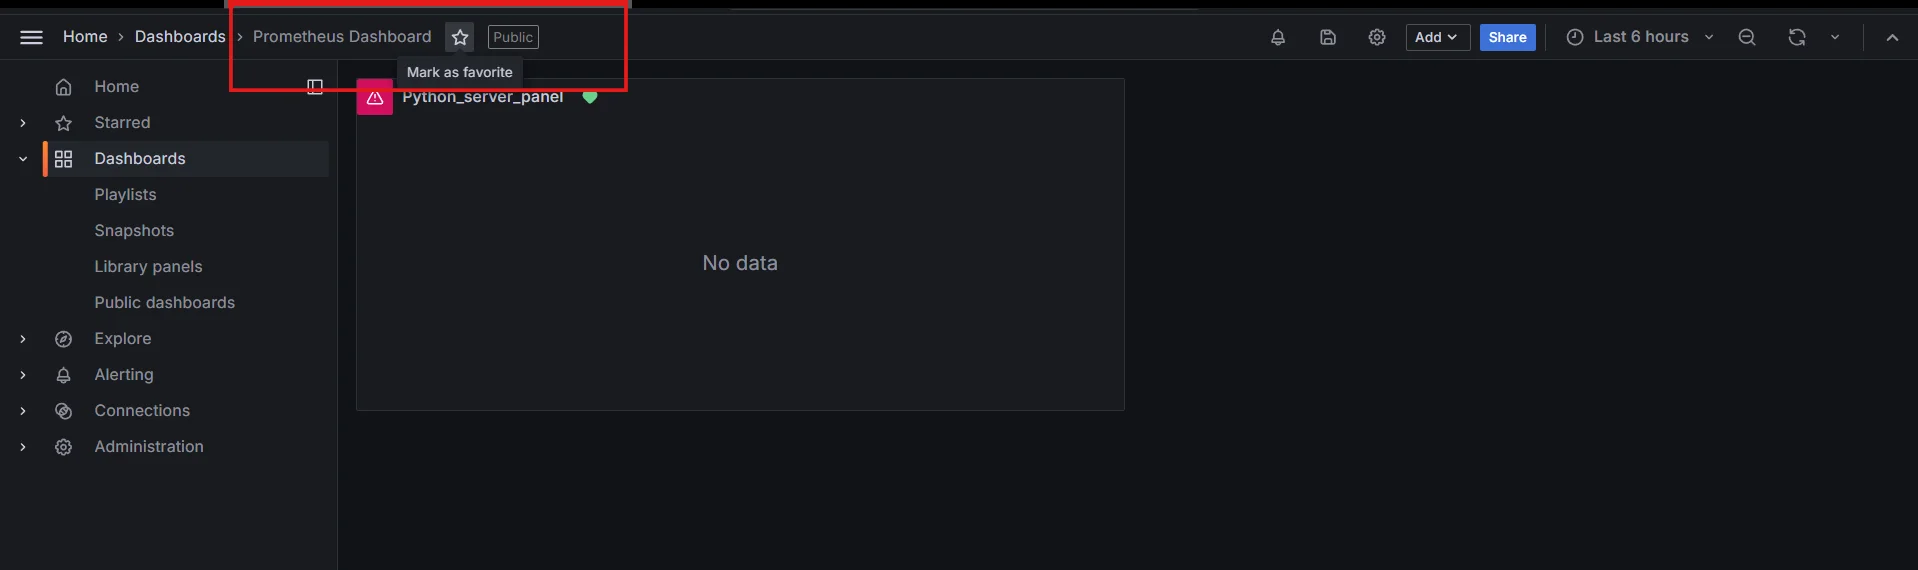 Home › Dashboards › Prometheus Dashboard Public Add Share Last 6 hours
Mark as favorite
Home
Python_server_panel
Starred
Dashboards
Playlists
Snapshots
Library panels
Public dashboards
Explore
Alerting
Connections
Administration
No data